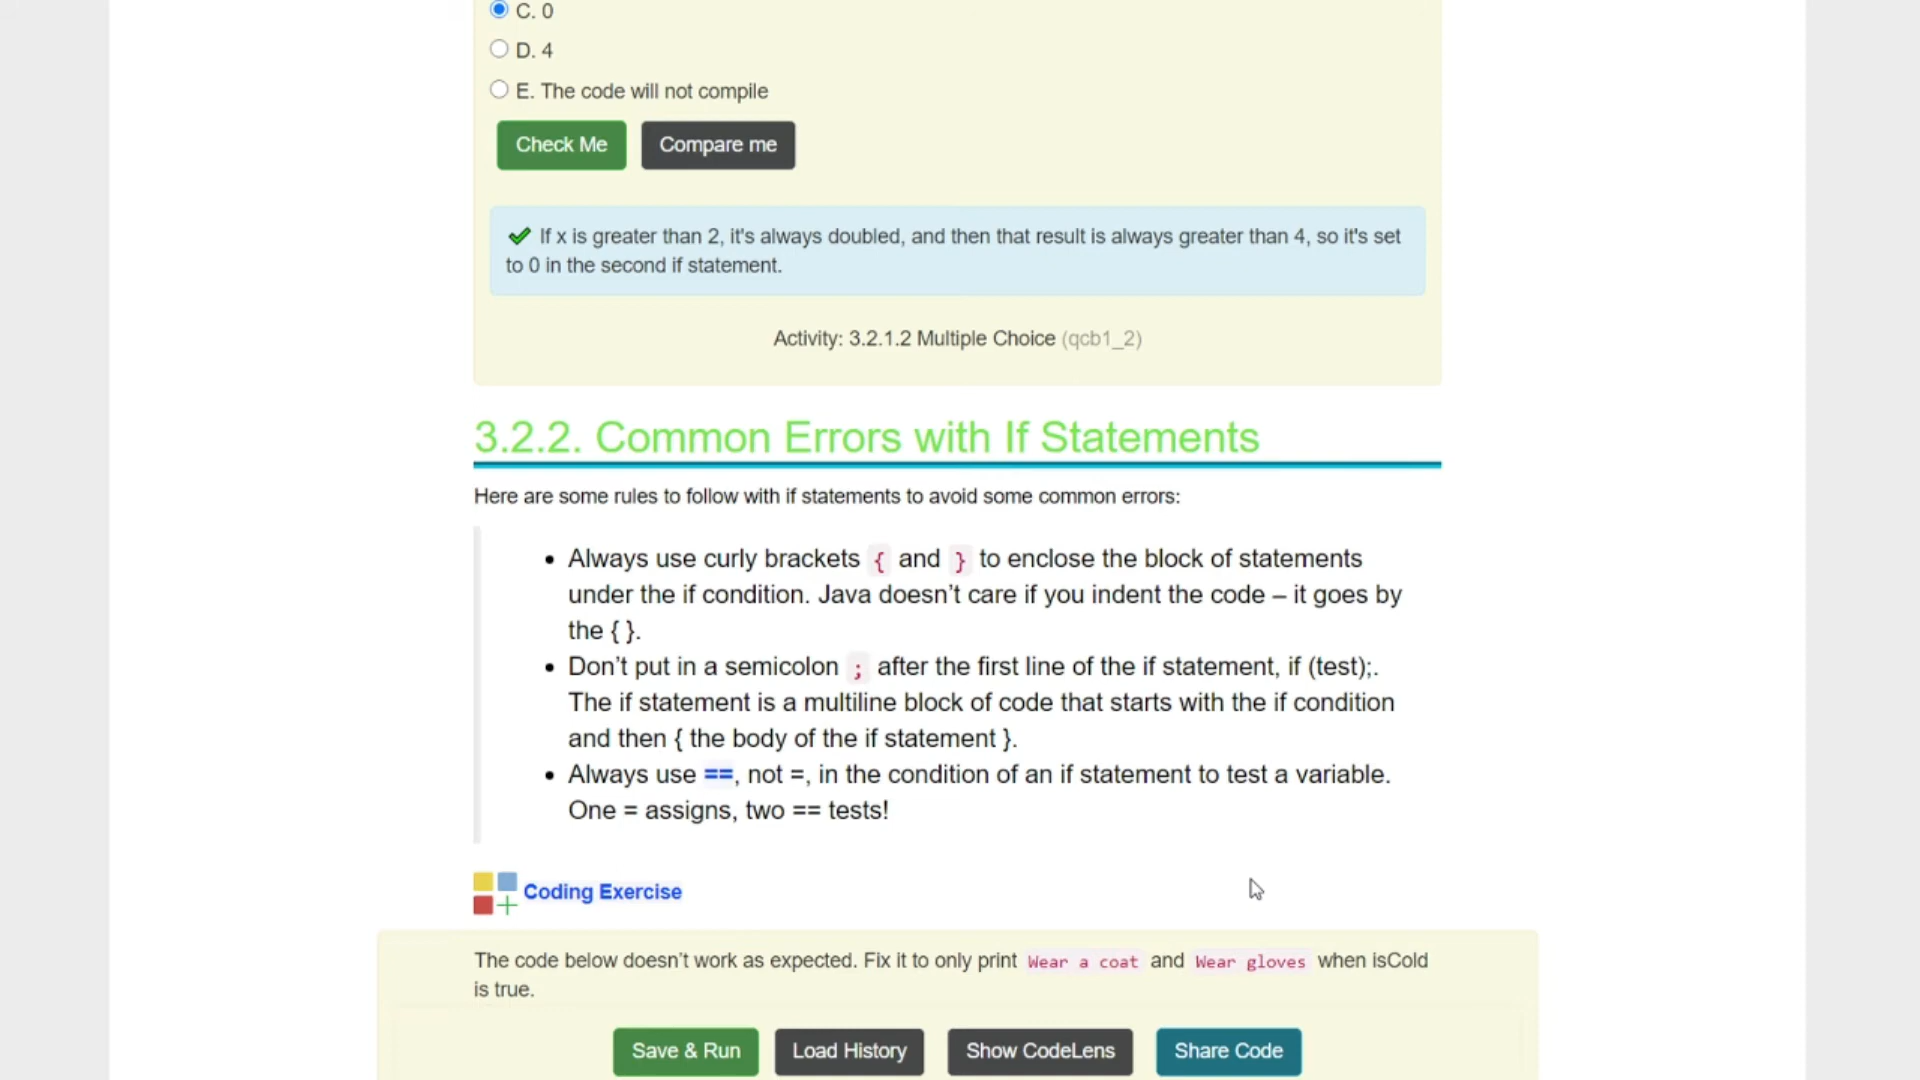 C. 0
D. 4
E. The code will not compile
Check Me Compare me
If x is greater than 2, it's always doubled, and then that result is always greater than 4, so it's set
to 0 in the second if statement.
Activity: 3.2.1.2 Multiple Choice (qcb1_2)
3.2.2. Common Errors with If Statements
Here are some rules to follow with if statements to avoid some common errors:
• Always use curly brackets { and } to enclose the block of statements
under the if condition. Java doesn’t care if you indent the code – it goes by
the { }.
• Don’t put in a semicolon ; after the first line of the if statement, if (test);.
The if statement is a multiline block of code that starts with the if condition
and then { the body of the if statement }.
• Always use ==, not =, in the condition of an if statement to test a variable.
One = assigns, two == tests!
Coding Exercise
The code below doesn’t work as expected. Fix it to only print Wear a coat and Wear gloves when isCold
is true.
Save & Run Load History Show CodeLens Share Code